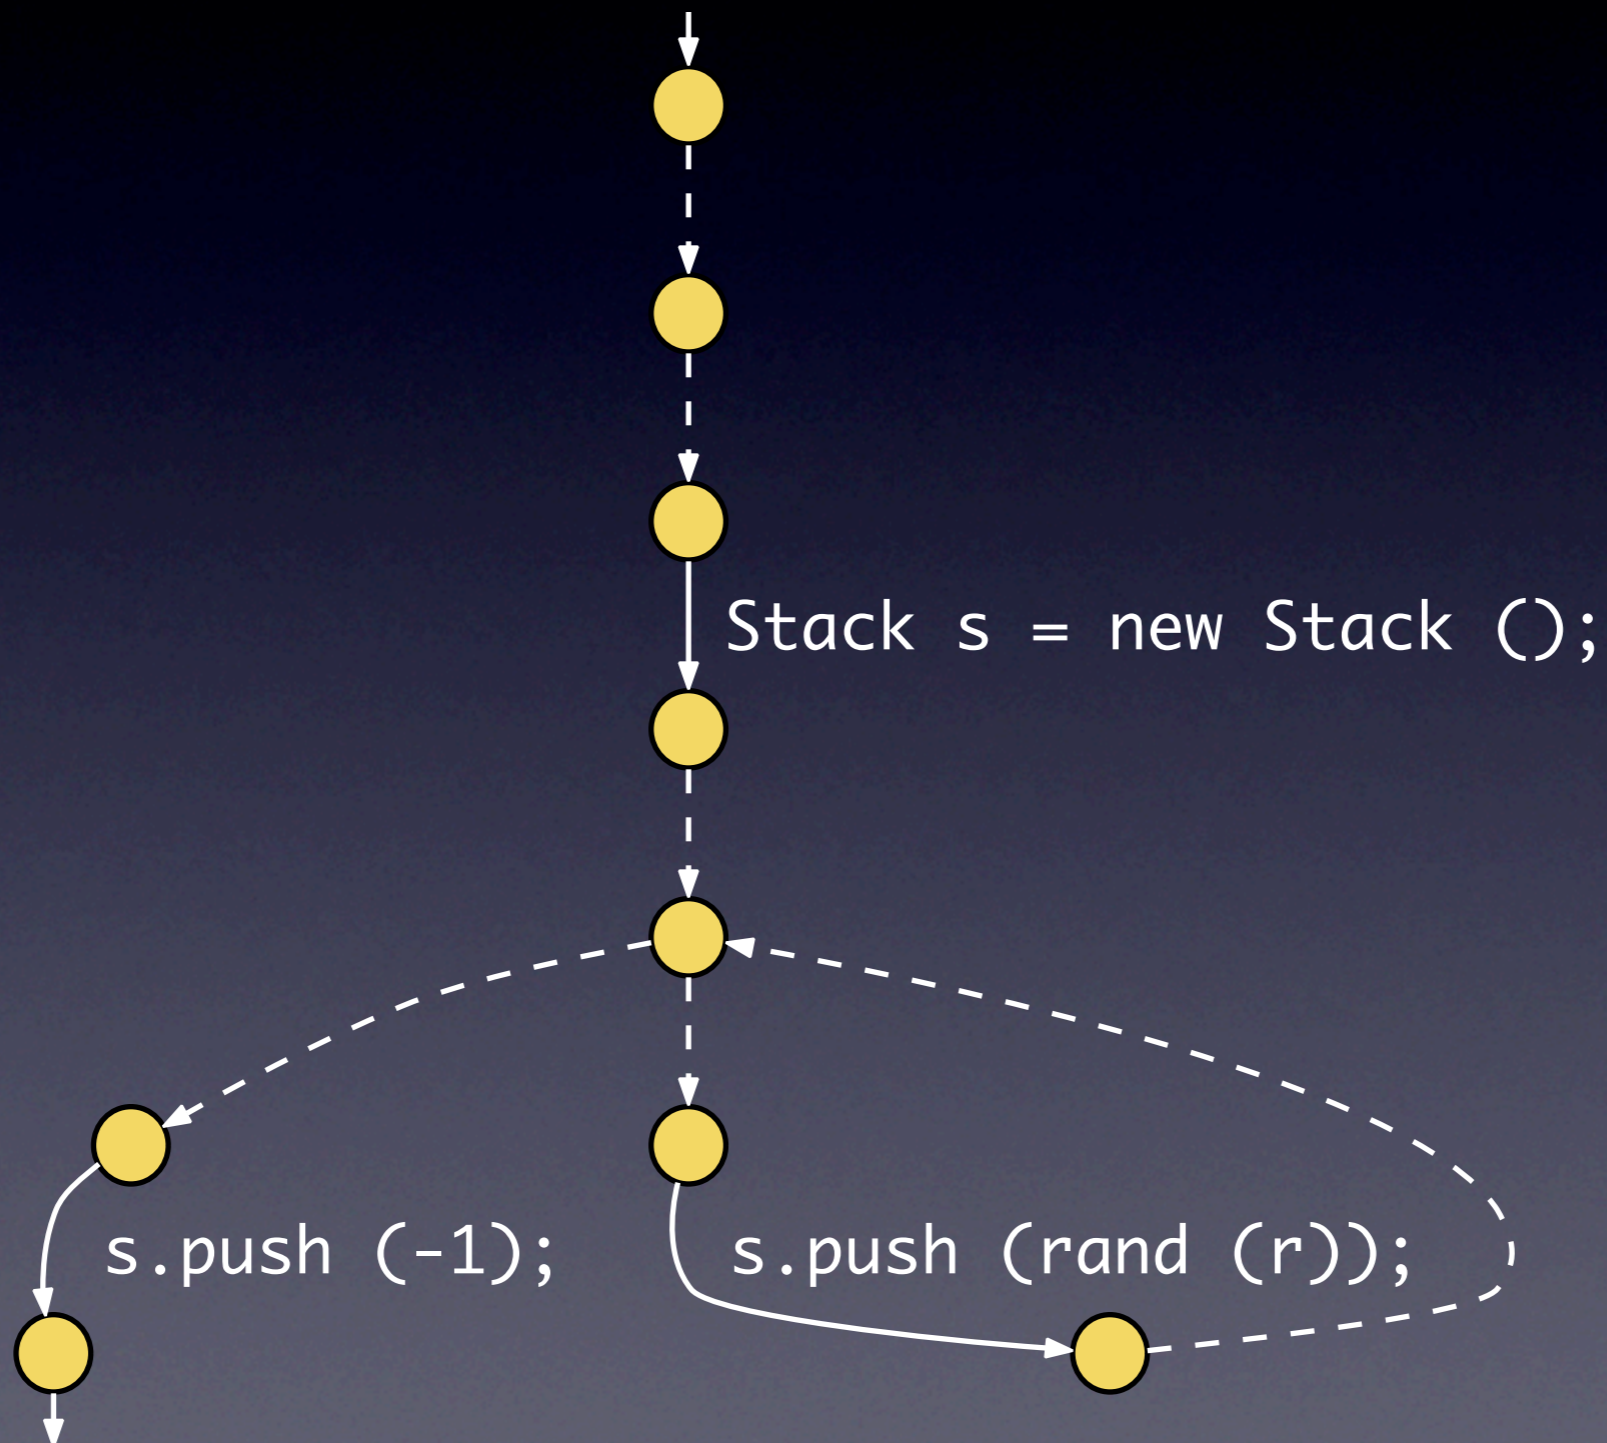 Stack s = new Stack ();
s.push (-1);
s.push (rand (r));